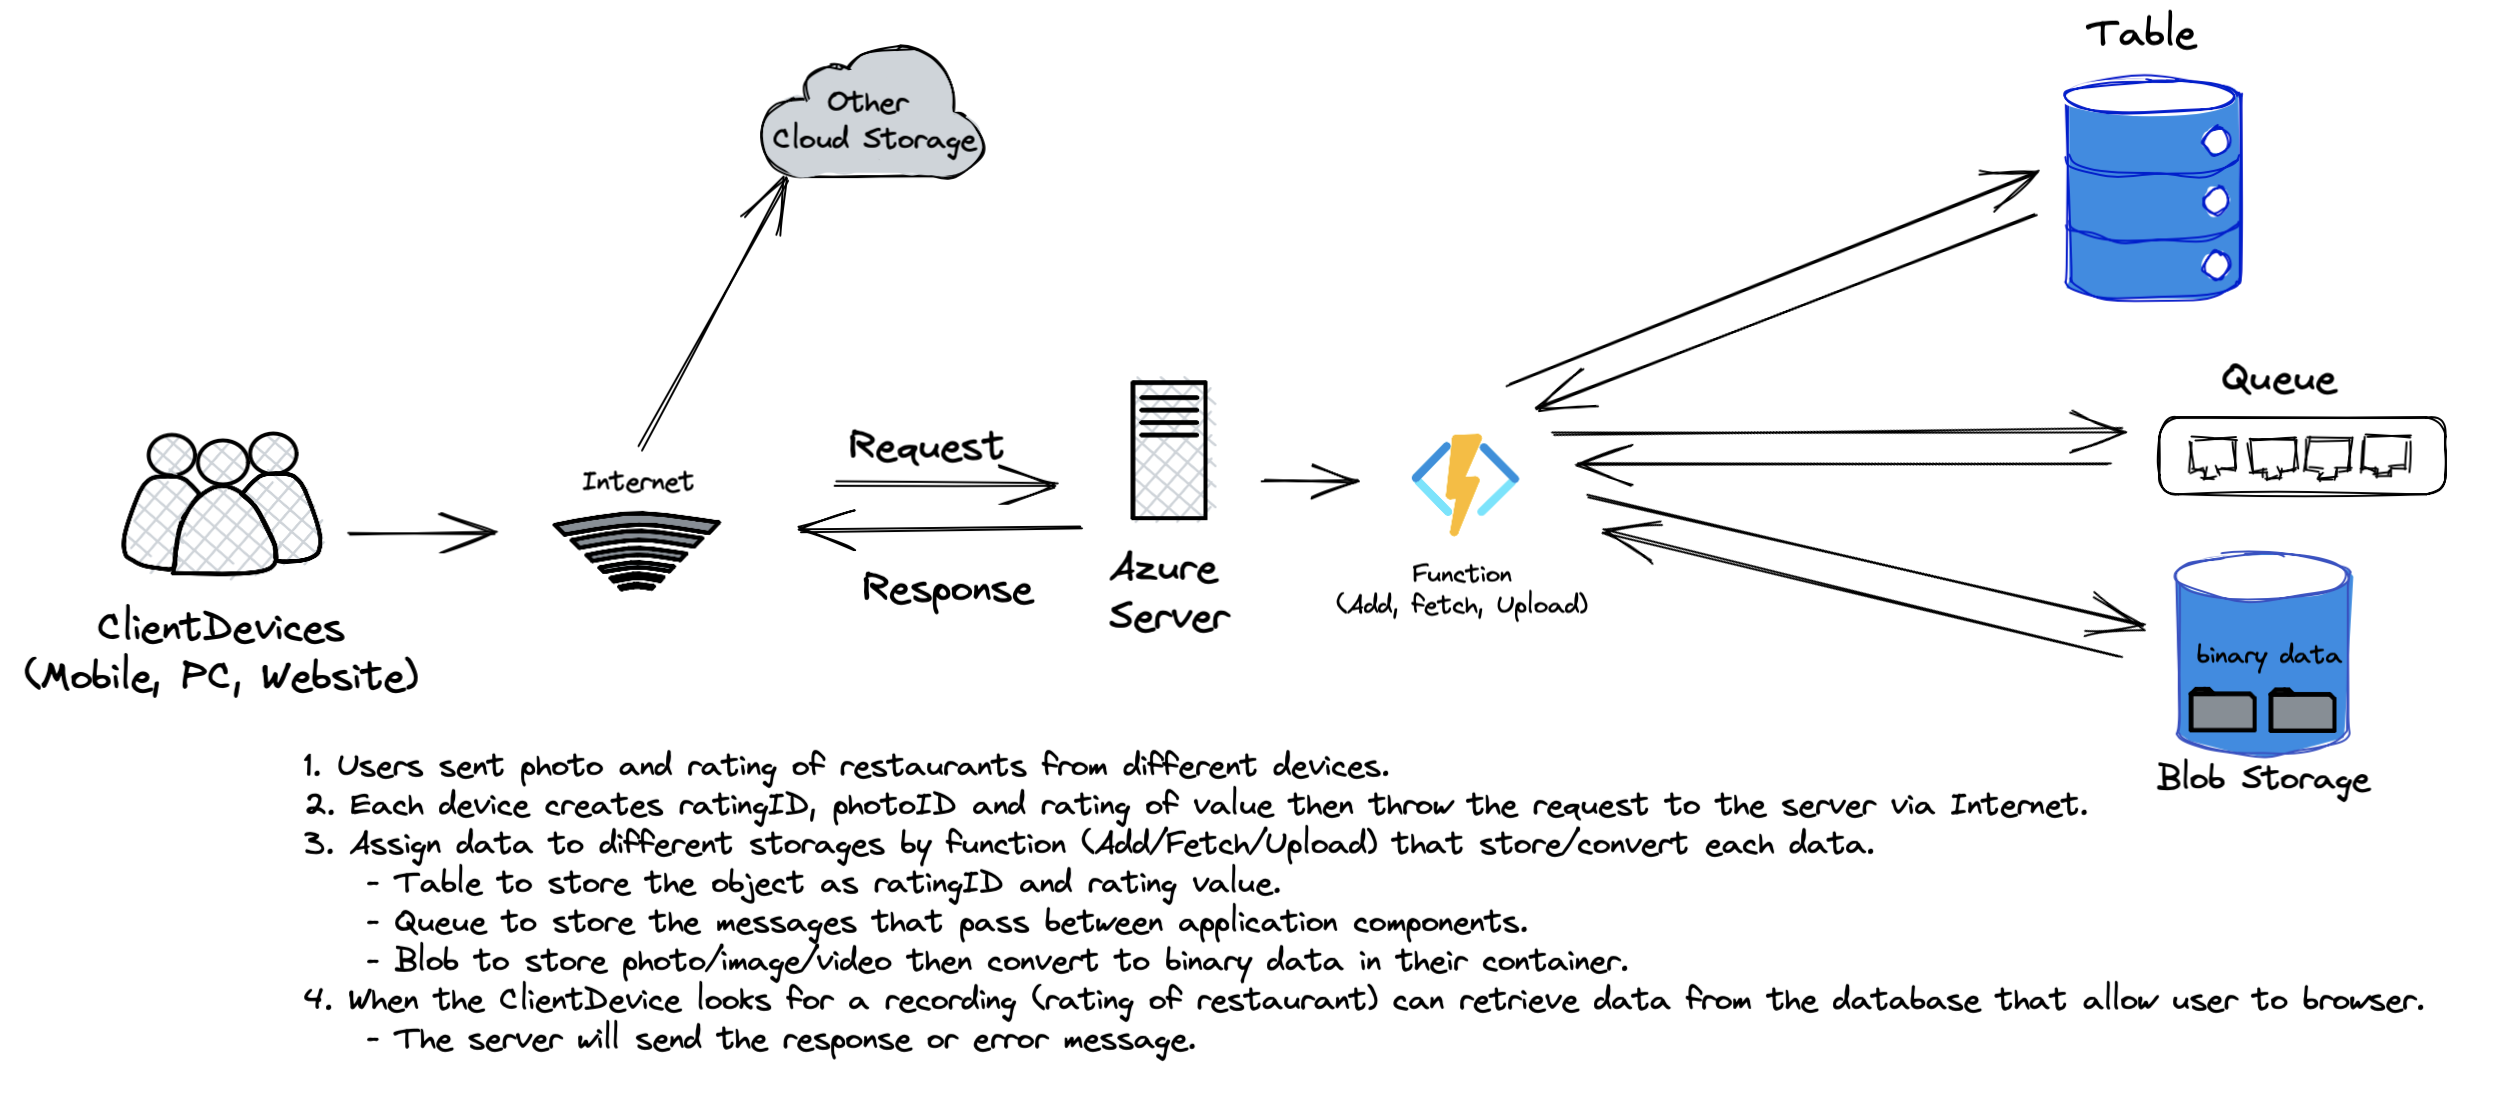 Table
Other
Cloud Storage
Queue
Request
Internet
Response
Azure
Server
Function
(Add, fetch, Upload)
ClientDevices
(Mobile, PC, Website)
binary data
Blob Storage
1. Users sent photo and rating of restaurants from different devices.
2. Each device creates ratingID, photoID and rating of value then throw the request to the server via Internet.
3. Assign data to different storages by function (Add/Fetch/Upload) that store/convert each data.
- Table to store the object as ratingID and rating value.
- Queue to store the messages that pass between application components.
- Blob to store photo/image/video then convert to binary data in their container.
4. When the ClientDevice looks for a recording (rating of restaurant) can retrieve data from the database that allow user to browser.
- The server will send the response or error message.